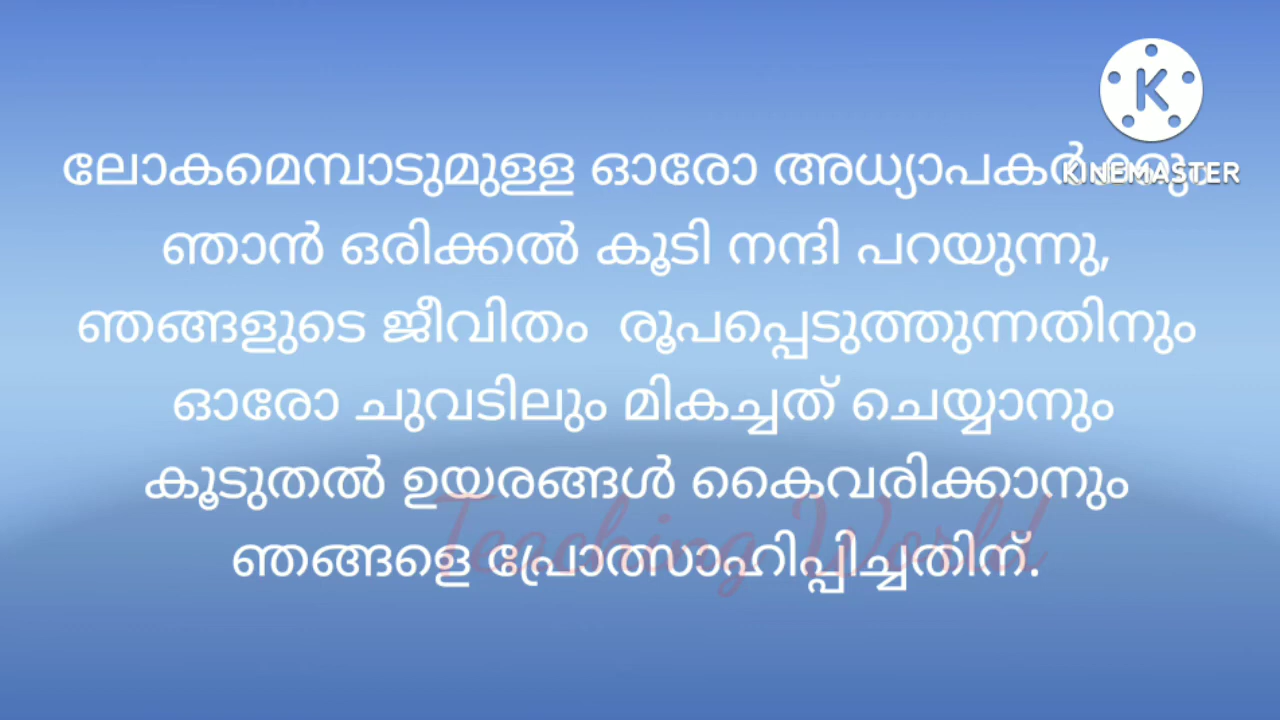 ലോകമെമ്പാടുമുള്ള ഓരോ അധ്യാപകർക്കും
ഞാൻ ഒരിക്കൽ കൂടി നന്ദി പറയുന്നു,
ഞങ്ങളുടെ ജീവിതം രൂപപ്പെടുത്തുന്നതിനും
ഓരോ ചുവടിലും മികച്ചത് ചെയ്യാനും
കൂടുതൽ ഉയരങ്ങൾ കൈവരിക്കാനും
ഞങ്ങളെ പ്രോത്സാഹിപ്പിച്ചതിന്.
K
KINEMASTER
Teaching World